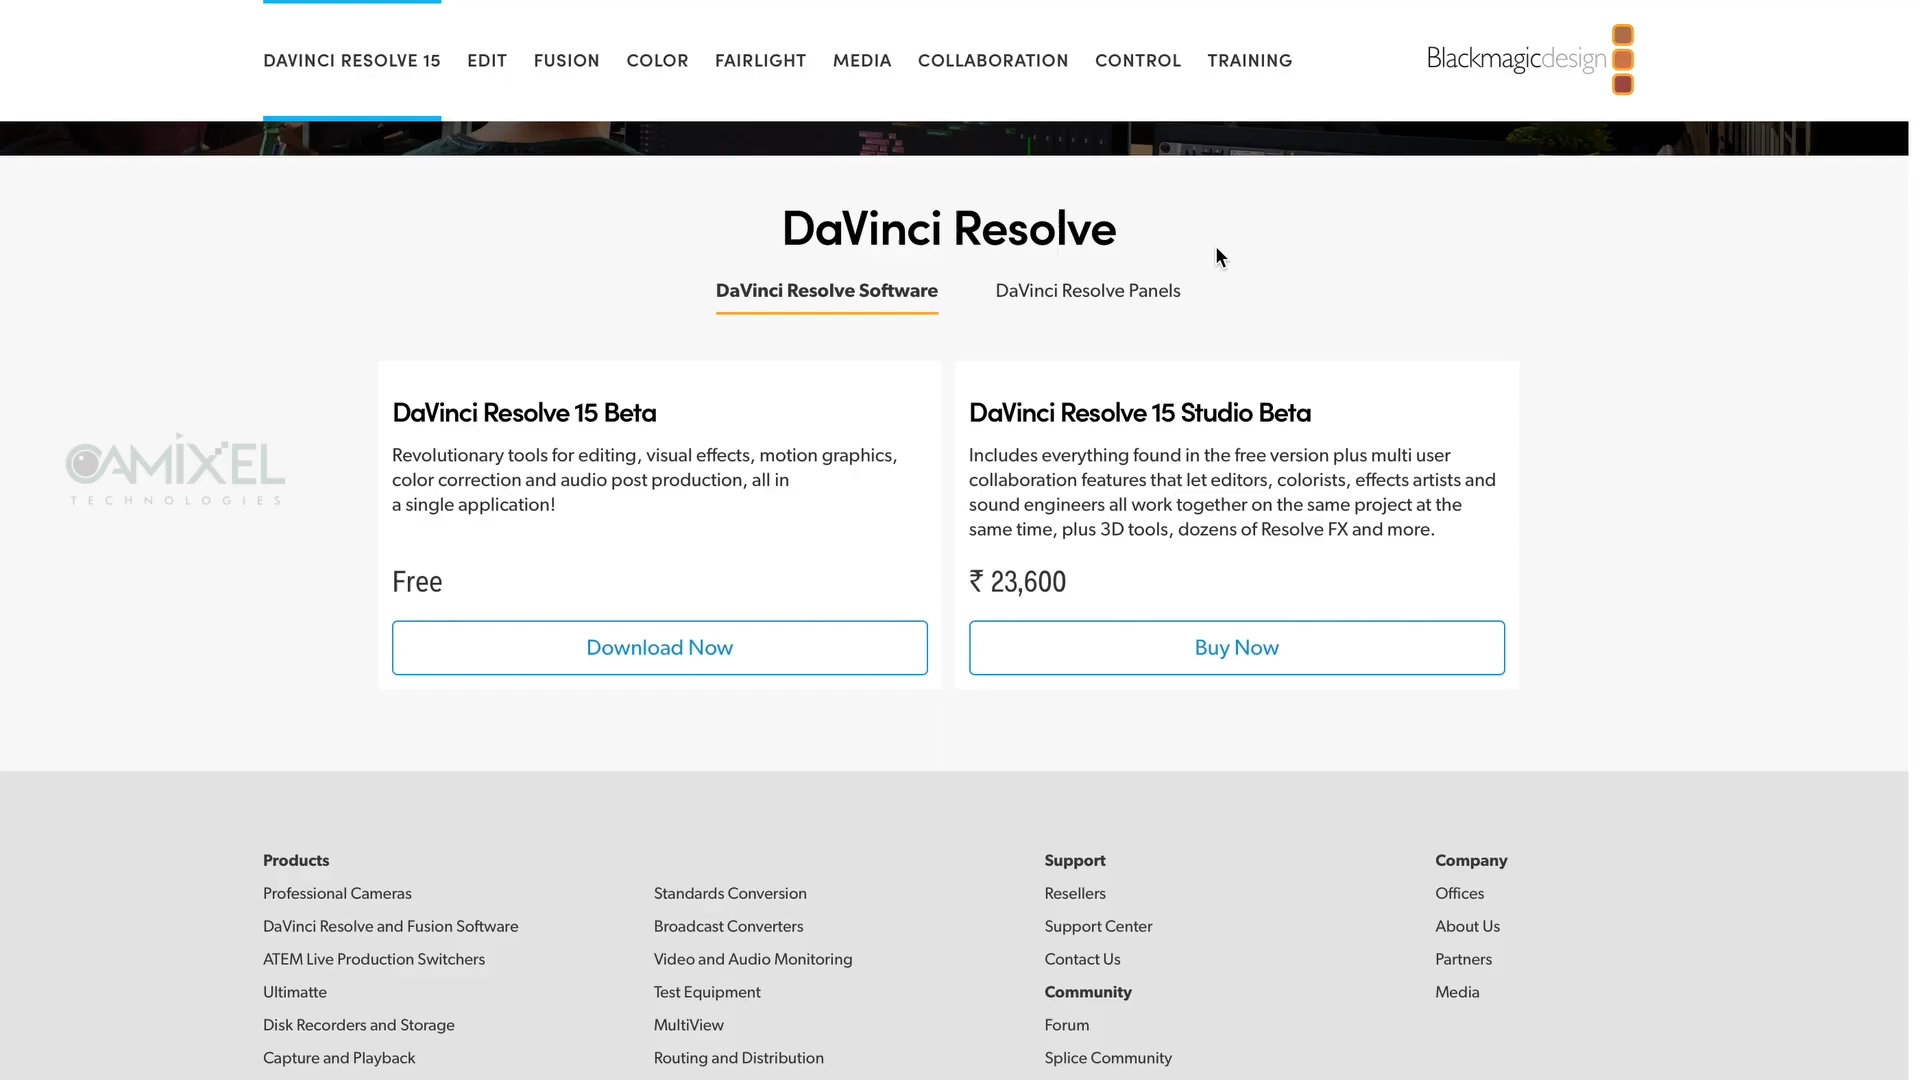 DAVINCI RESOLVE 15 EDIT FUSION COLOR FAIRLIGHT MEDIA COLLABORATION CONTROL TRAINING
Blackmagicdesign
DaVinci Resolve
DaVinci Resolve Software DaVinci Resolve Panels
CAMIXEL
TECHNOLOGIES
DaVinci Resolve 15 Beta
Revolutionary tools for editing, visual effects, motion graphics,
color correction and audio post production, all in
a single application!
Free
Download Now
DaVinci Resolve 15 Studio Beta
Includes everything found in the free version plus multi user
collaboration features that let editors, colorists, effects artists and
sound engineers all work together on the same project at the
same time, plus 3D tools, dozens of Resolve FX and more.
₹ 23,600
Buy Now
Products
Professional Cameras
DaVinci Resolve and Fusion Software
ATEM Live Production Switchers
Ultimatte
Disk Recorders and Storage
Capture and Playback
Standards Conversion
Broadcast Converters
Video and Audio Monitoring
Test Equipment
MultiView
Routing and Distribution
Support
Resellers
Support Center
Contact Us
Community
Forum
Splice Community
Company
Offices
About Us
Partners
Media